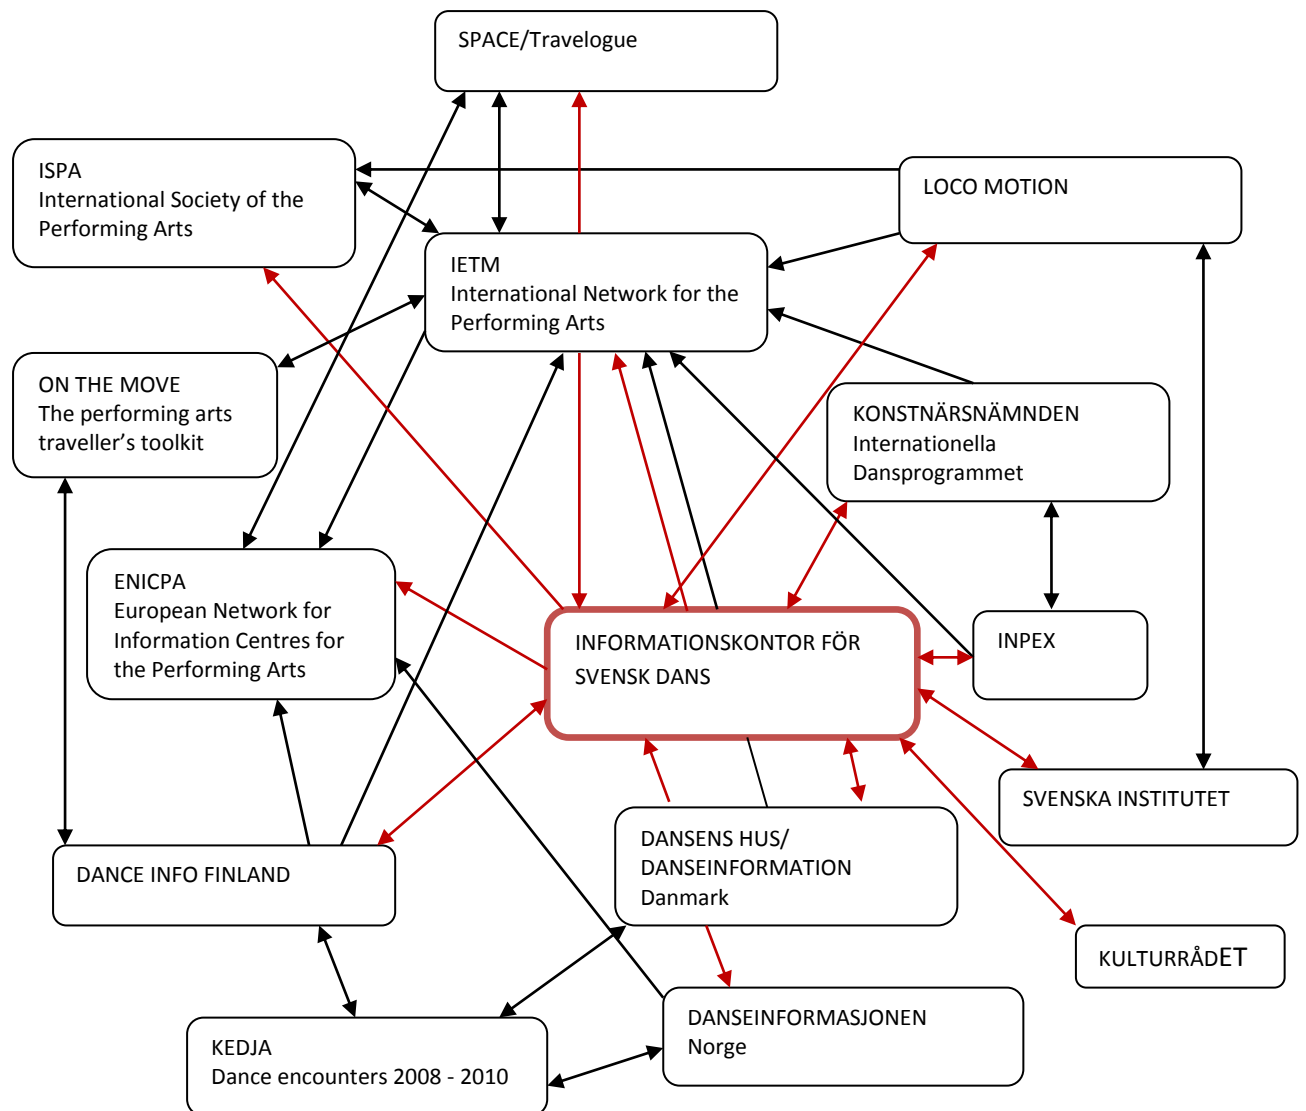 SPACE/Travelogue
ISPA
International Society of the
Performing Arts
LOCO MOTION
IETM
International Network for the
Performing Arts
ON THE MOVE
The performing arts
traveller’s toolkit
KONSTNÄRSNÄMNDEN
Internationella
Dansprogrammet
ENICPA
European Network for
Information Centres for
the Performing Arts
INFORMATIONSKONTOR FÖR
SVENSK DANS
INPEX
SVENSKA INSTITUTET
DANSENS HUS/
DANSEINFORMATION
Danmark
DANCE INFO FINLAND
KULTURRÅDET
DANSEINFORMASJONEN
Norge
KEDJA
Dance encounters 2008 - 2010